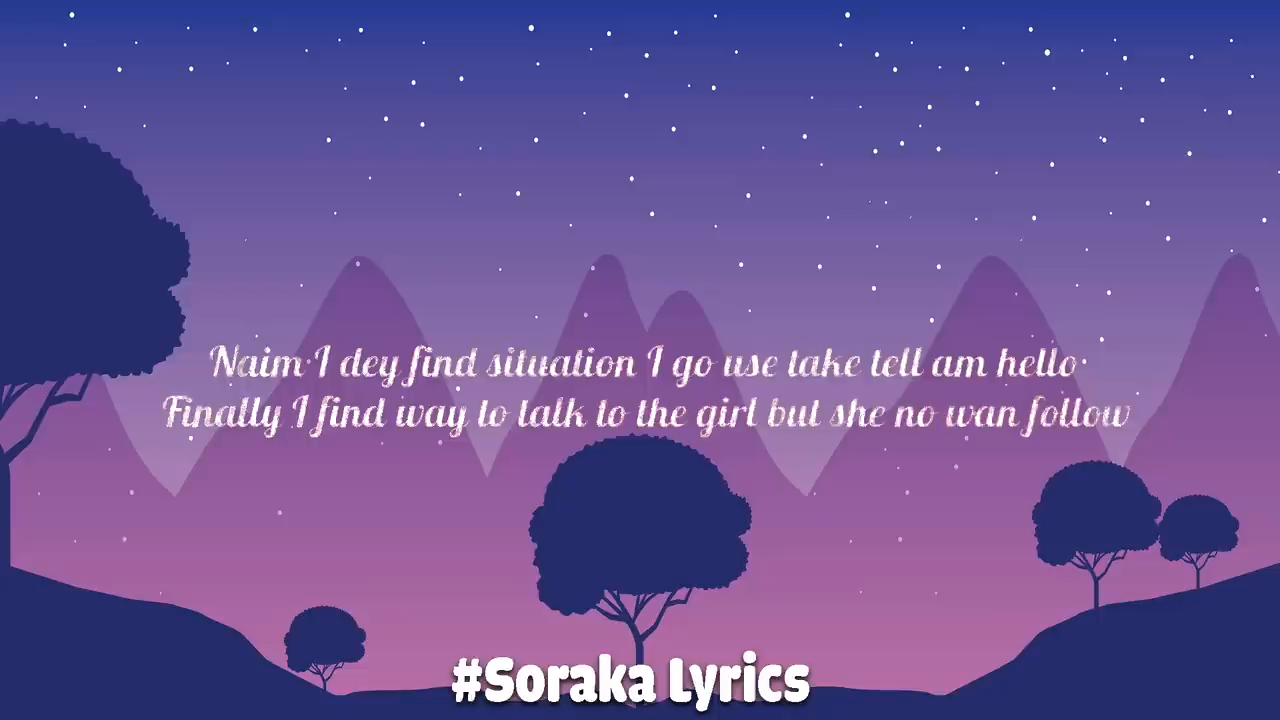 Naim I dey find situation I go use take tell am hello
Finally I find way to talk to the girl but she no wan follow
#Soraka Lyrics